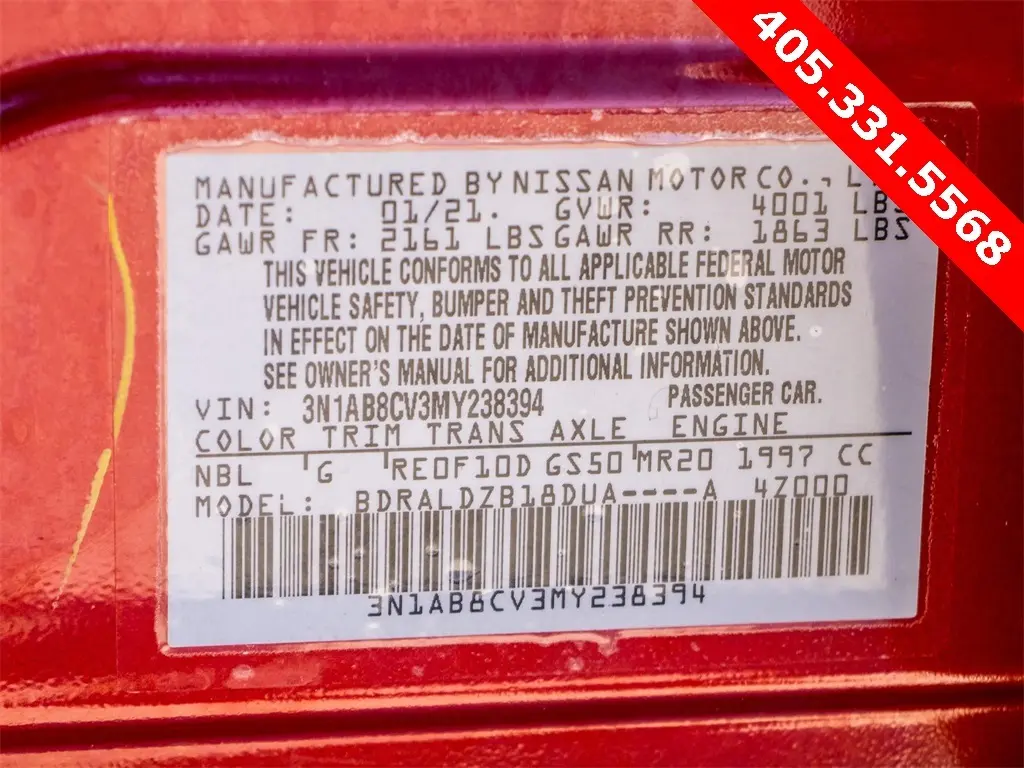 405.331.5568
MANUFACTURED BY NISSAN MOTOR CO.,
DATE: 01/21. GVWR: 4001 LBS
GAWR FR: 2161 LBS GAWR RR: 1863 LBS
THIS VEHICLE CONFORMS TO ALL APPLICABLE FEDERAL MOTOR
VEHICLE SAFETY, BUMPER AND THEFT PREVENTION STANDARDS
IN EFFECT ON THE DATE OF MANUFACTURE SHOWN ABOVE.
SEE OWNER'S MANUAL FOR ADDITIONAL INFORMATION.
VIN: 3N1AB8CV3MY238394 PASSENGER CAR.
COLOR TRIM TRANS AXLE ENGINE
NBL G RE0F10D GS50 MR20 1997 CC
MODEL: BDRALDZB18DUA----A 4Z000
3N1AB8CV3MY238394